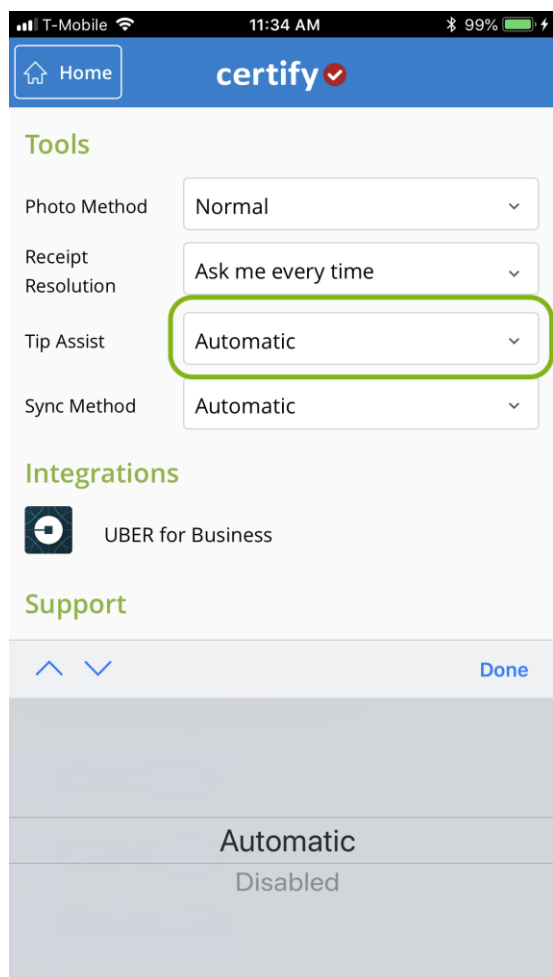 T-Mobile 11:34 AM 99%
Home certify
Tools
Photo Method Normal
Receipt
Resolution Ask me every time
Tip Assist Automatic
Sync Method Automatic
Integrations
UBER for Business
Support
Done
Automatic
Disabled